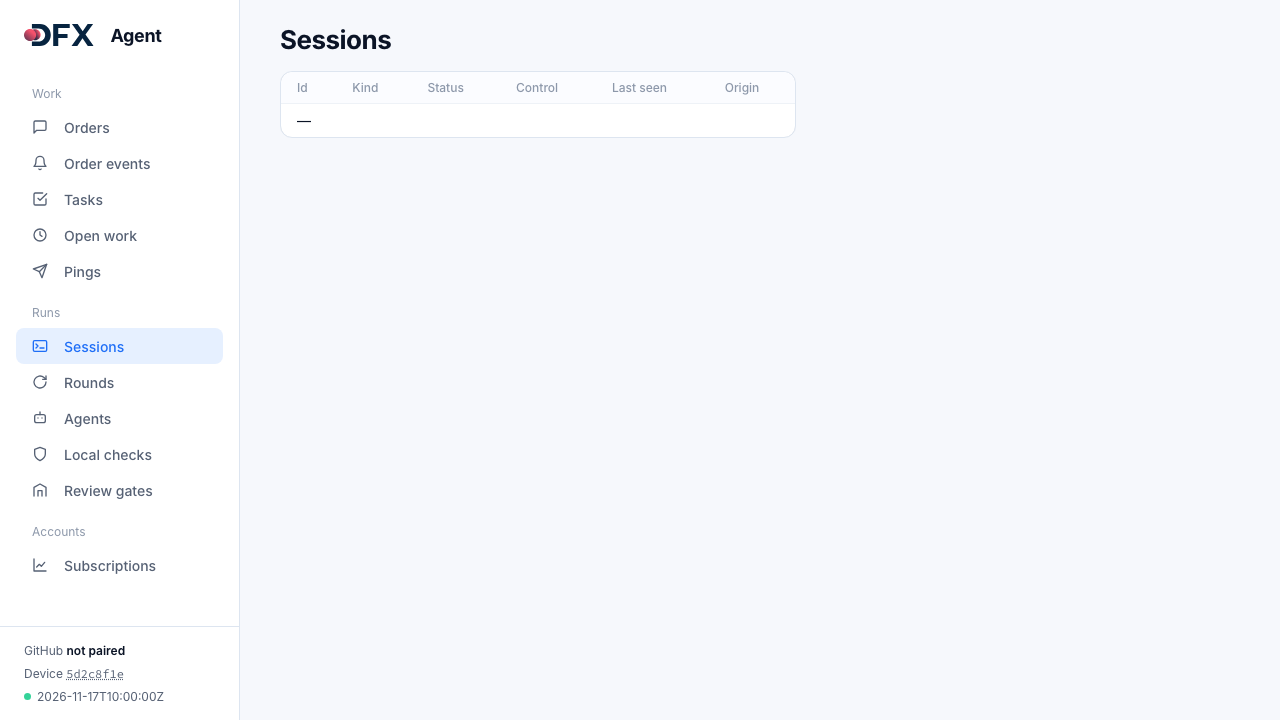 DFX Agent
Work
Orders
Order events
Tasks
Open work
Pings
Runs
Sessions
Rounds
Agents
Local checks
Review gates
Accounts
Subscriptions
GitHub not paired
Device 5d2c8f1e
2026-11-17T10:00:00Z
Sessions
Id Kind Status Control Last seen Origin
—